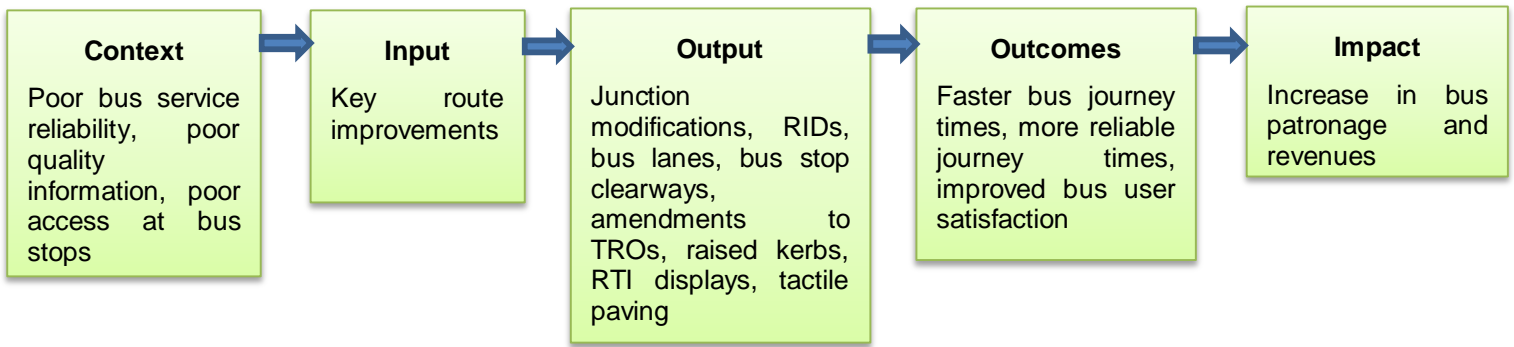 Context
Poor bus service
reliability, poor
quality
information, poor
access at bus
stops
Input
Key route
improvements
Output
Junction
modifications, RIDs,
bus lanes, bus stop
clearways,
amendments to
TROs, raised kerbs,
RTI displays, tactile
paving
Outcomes
Faster bus journey
times, more reliable
journey times,
improved bus user
satisfaction
Impact
Increase in bus
patronage and
revenues